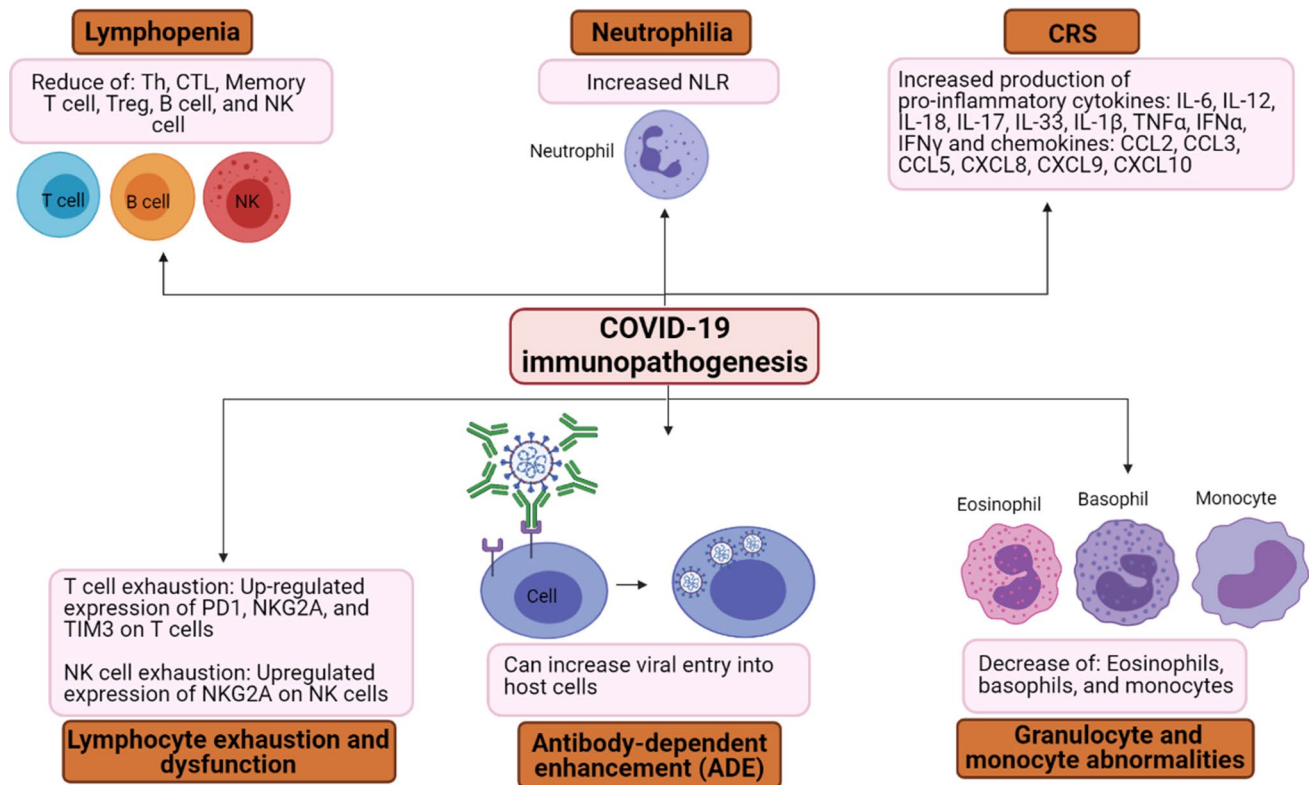 Lymphopenia
Reduce of: Th, CTL, Memory
T cell, Treg, B cell, and NK
cell
T cell
B cell
NK
Neutrophilia
Increased NLR
Neutrophil
CRS
Increased production of
pro-inflammatory cytokines: IL-6, IL-12,
IL-18, IL-17, IL-33, IL-1β, TNFα, IFNα,
IFNγ and chemokines: CCL2, CCL3,
CCL5, CXCL8, CXCL9, CXCL10
COVID-19
immunopathogenesis
T cell exhaustion: Up-regulated
expression of PD1, NKG2A, and
TIM3 on T cells
NK cell exhaustion: Upregulated
expression of NKG2A on NK cells
Lymphocyte exhaustion and
dysfunction
Cell
Can increase viral entry into
host cells
Antibody-dependent
enhancement (ADE)
Eosinophil
Basophil
Monocyte
Decrease of: Eosinophils,
basophils, and monocytes
Granulocyte and
monocyte abnormalities